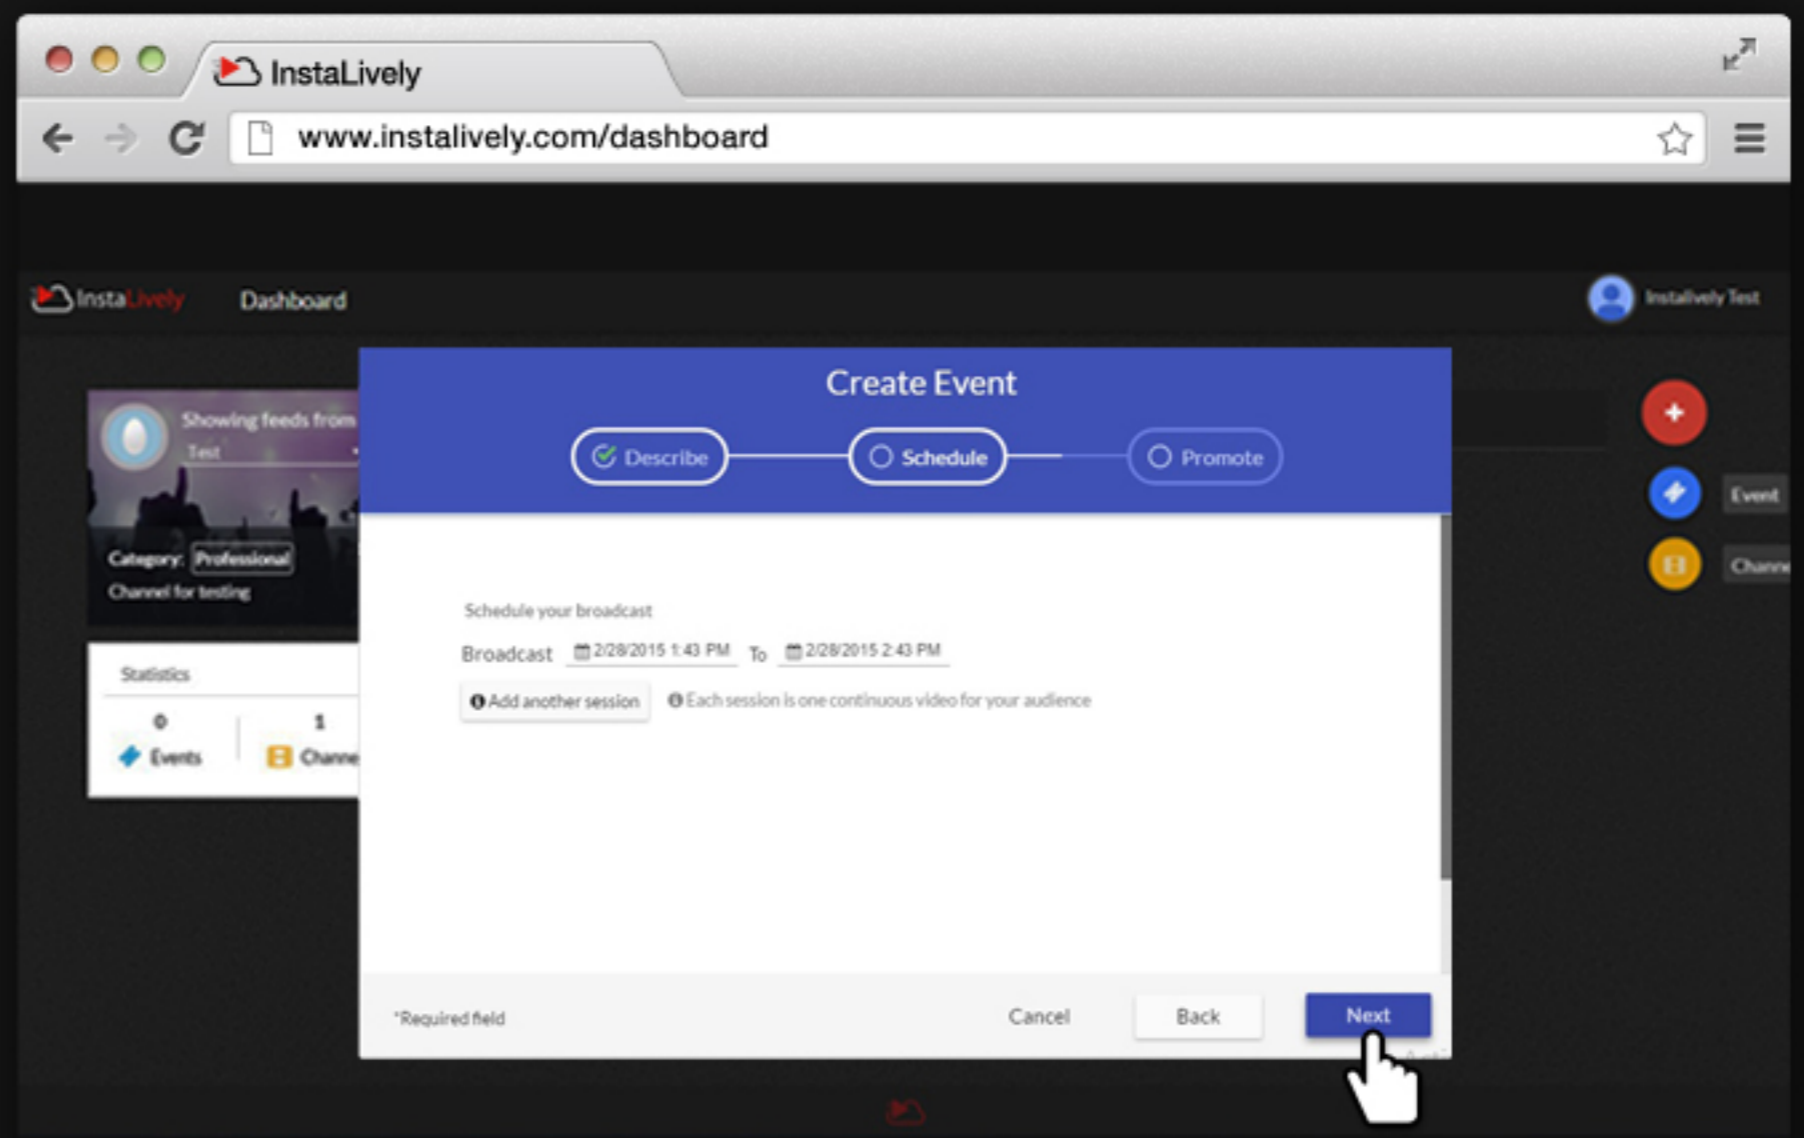 InstaLively
www.instalively.com/dashboard
InstaLively
Dashboard
Instalively Test
Create Event
Describe
Schedule
Promote
Showing feeds from
Test
Category: Professional
Channel for testing
Event
Channe
Schedule your broadcast
Broadcast 2/28/2015 1:43 PM To 2/28/2015 2:43 PM
Add another session Each session is one continuous video for your audience
Statistics
0 1
Events Channe
*Required field
Cancel
Back
Next